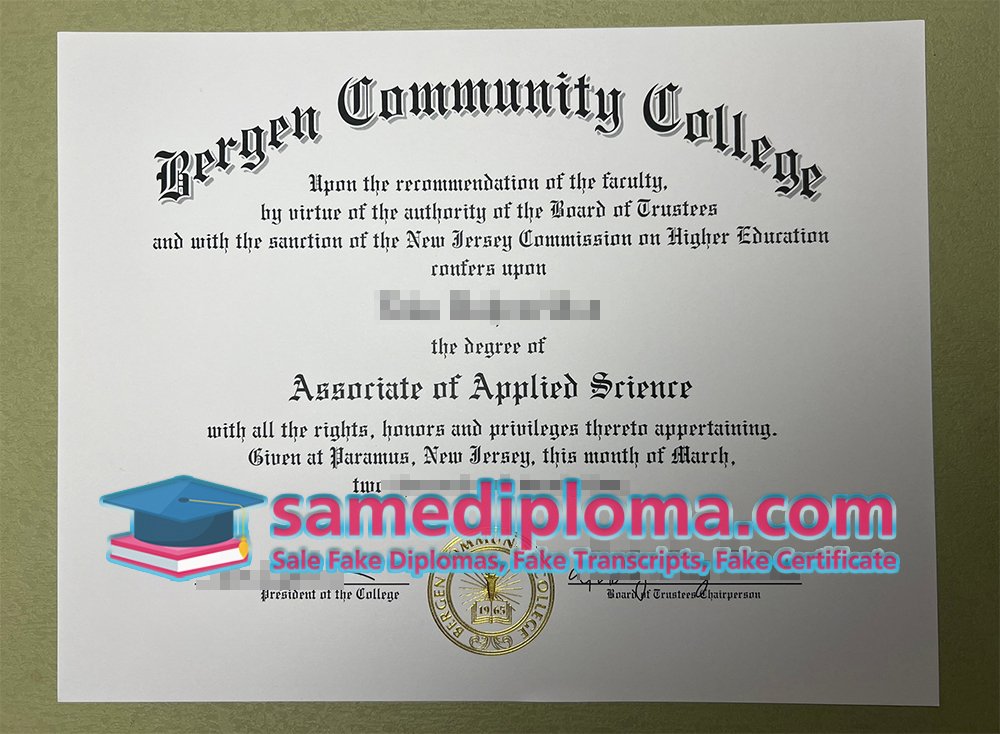 Bergen Community College
Upon the recommendation of the faculty,
by virtue of the authority of the Board of Trustees
and with the sanction of the New Jersey Commission on Higher Education
confers upon
the degree of
Associate of Applied Science
with all the rights, honors and privileges thereto appertaining.
Given at Paramus, New Jersey, this month of March,
two
samediploma.com
Sale Fake Diplomas, Fake Transcripts, Fake Certificate
President ot the College
Board of Trustees Chairperson
BERGEN COMMUN COLLEGE
1965